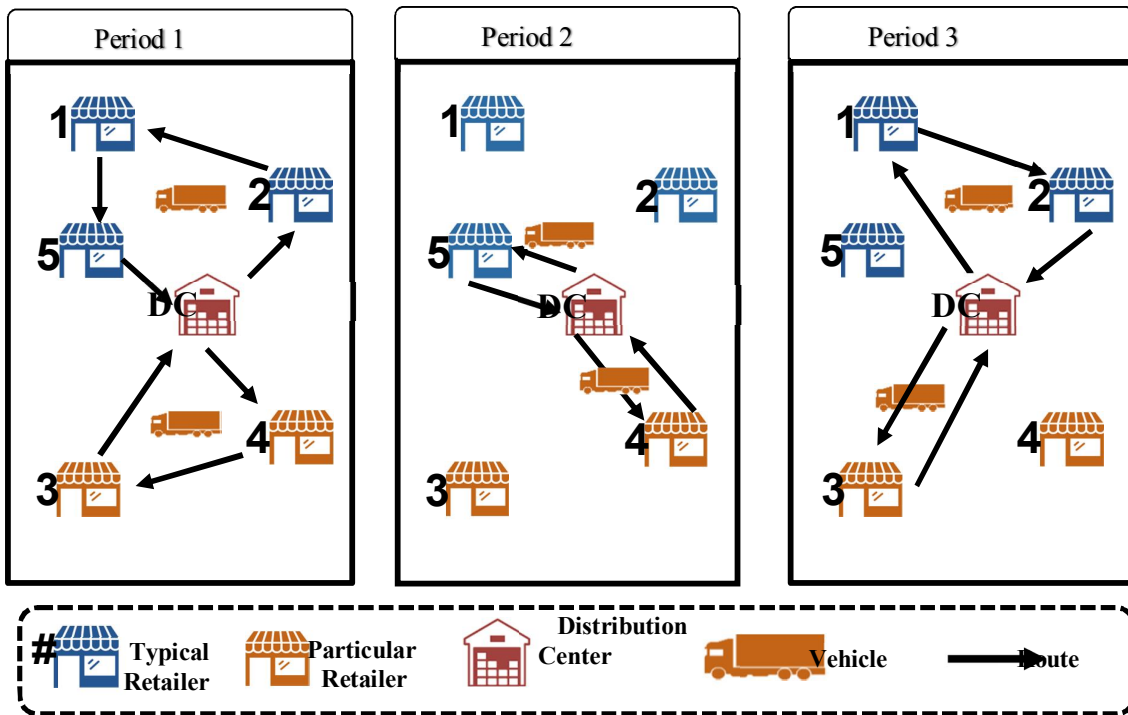 Period 1
Period 2
Period 3
1
2
5
DC
4
3
1
2
5
DC
4
3
1
2
5
DC
4
3
# Typical
Retailer
Particular
Retailer
Distribution
Center
Vehicle
Route